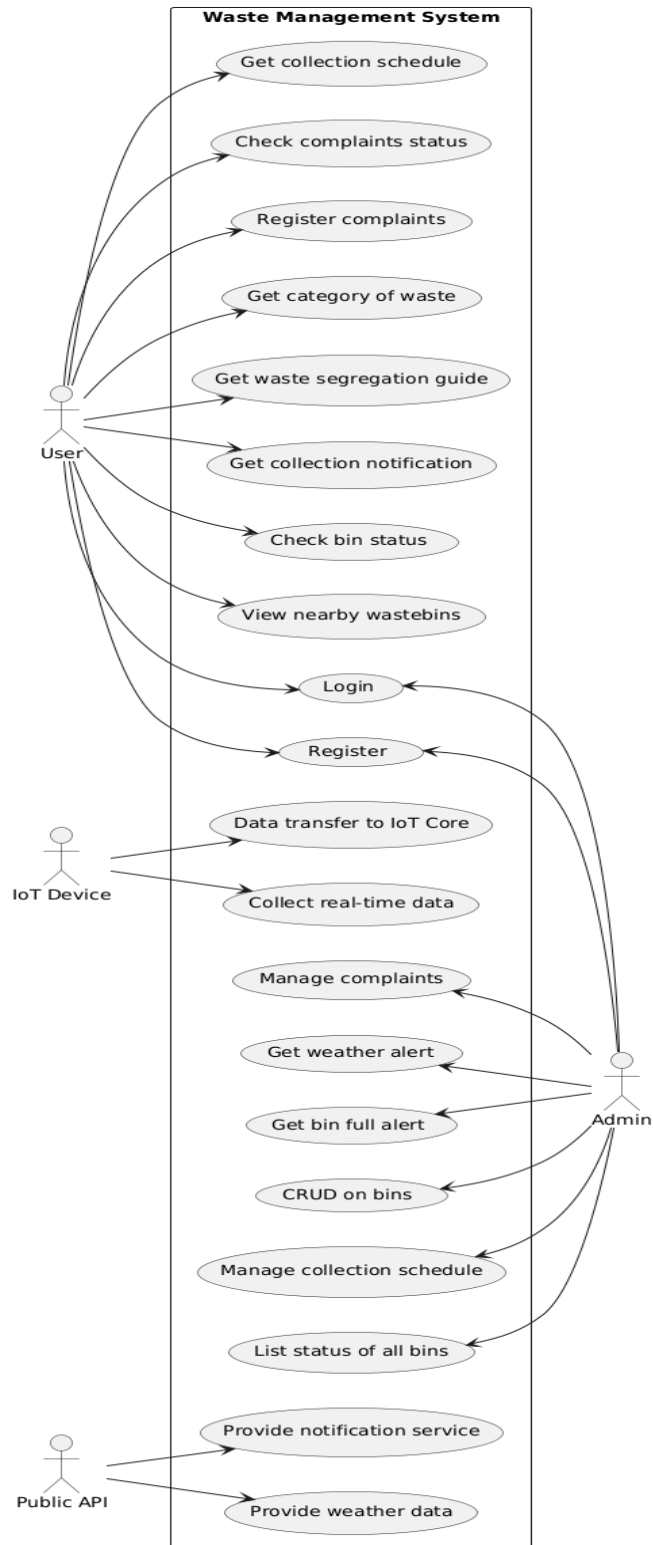 Waste Management System
Get collection schedule
Check complaints status
Register complaints
Get category of waste
Get waste segregation guide
User
Get collection notification
Check bin status
View nearby wastebins
Login
Register
Data transfer to IoT Core
IoT Device
Collect real-time data
Manage complaints
Get weather alert
Admin
Get bin full alert
CRUD on bins
Manage collection schedule
List status of all bins
Provide notification service
Public API
Provide weather data